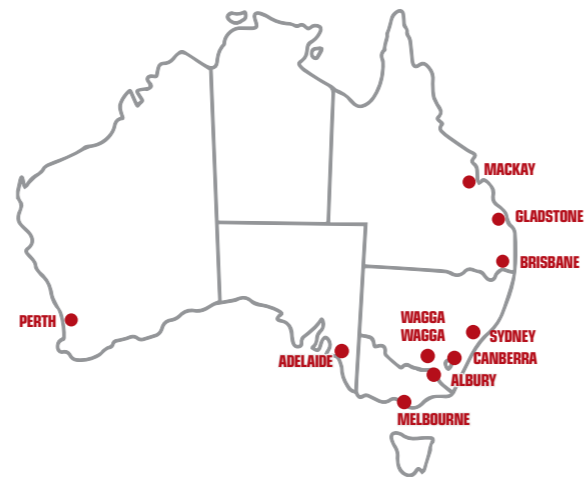 MACKAY
GLADSTONE
BRISBANE
WAGGA
WAGGA
PERTH
SYDNEY
ADELAIDE
CANBERRA
ALBURY
MELBOURNE